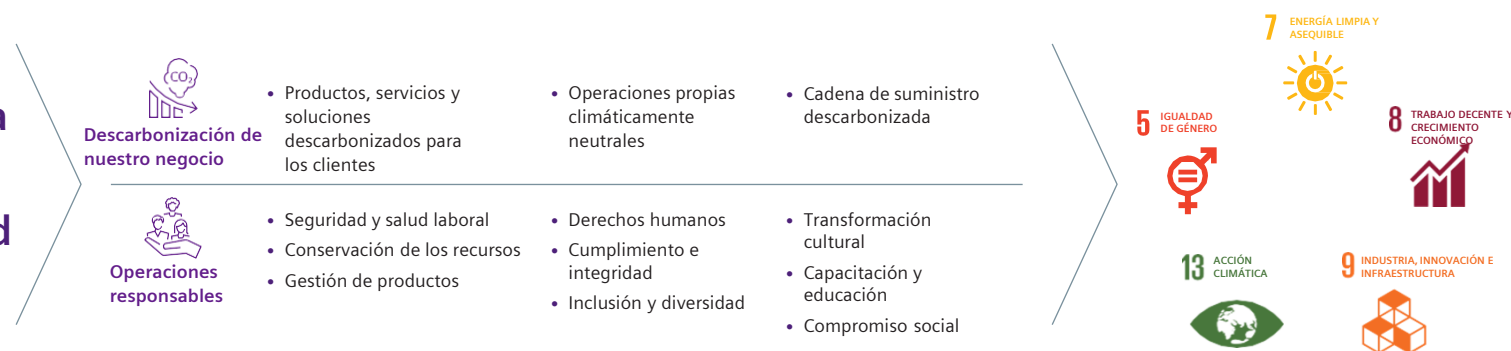 CO₂
Descarbonización de
nuestro negocio
• Productos, servicios y
soluciones
descarbonizados para
los clientes
• Operaciones propias
climáticamente
neutrales
• Cadena de suministro
descarbonizada
Operaciones
responsables
• Seguridad y salud laboral
• Conservación de los recursos
• Gestión de productos
• Derechos humanos
• Cumplimiento e
integridad
• Inclusión y diversidad
• Transformación
cultural
• Capacitación y
educación
• Compromiso social
7 ENERGÍA LIMPIA Y
ASEQUIBLE
5 IGUALDAD
DE GÉNERO
8 TRABAJO DECENTE Y
CRECIMIENTO
ECONÓMICO
13 ACCIÓN
CLIMÁTICA
9 INDUSTRIA, INNOVACIÓN E
INFRAESTRUCTURA